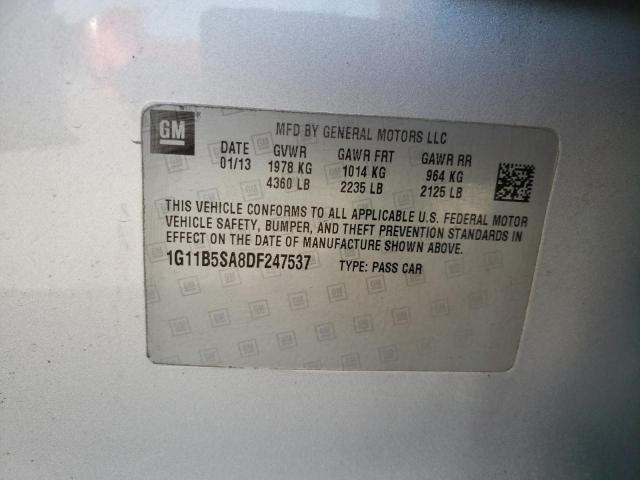 GM
MFD BY GENERAL MOTORS LLC
DATE GVWR GAWR FRT GAWR RR
01/13 1978 KG 1014 KG 964 KG
4360 LB 2235 LB 2125 LB
THIS VEHICLE CONFORMS TO ALL APPLICABLE U.S. FEDERAL MOTOR
VEHICLE SAFETY, BUMPER, AND THEFT PREVENTION STANDARDS IN
EFFECT ON THE DATE OF MANUFACTURE SHOWN ABOVE.
1G11B5SA8DF247537 TYPE: PASS CAR